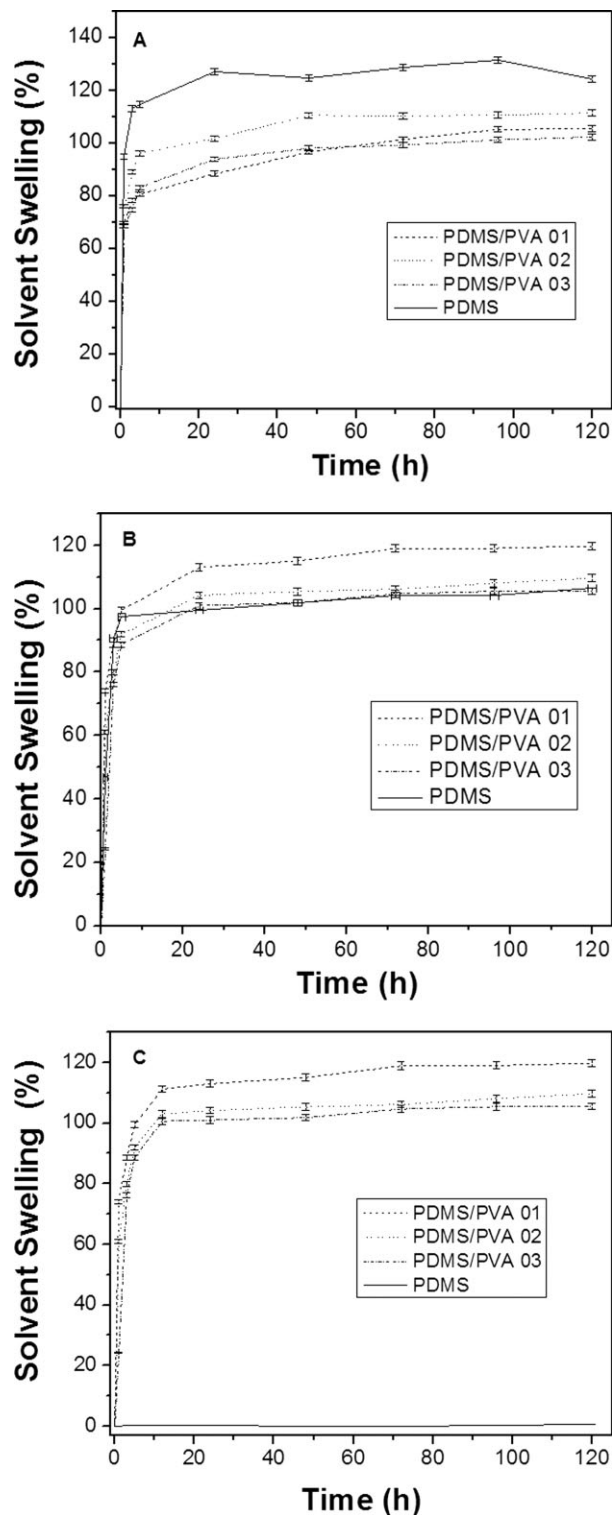 A
Solvent Swelling (%)
140
120
100
80
60
40
20
0
PDMS/PVA 01
PDMS/PVA 02
PDMS/PVA 03
PDMS
0 20 40 60 80 100 120
Time (h)
B
Solvent Swelling (%)
120
100
80
60
40
20
0
PDMS/PVA 01
PDMS/PVA 02
PDMS/PVA 03
PDMS
0 20 40 60 80 100 120
Time (h)
C
Solvent Swelling (%)
120
100
80
60
40
20
0
PDMS/PVA 01
PDMS/PVA 02
PDMS/PVA 03
PDMS
0 20 40 60 80 100 120
Time (h)